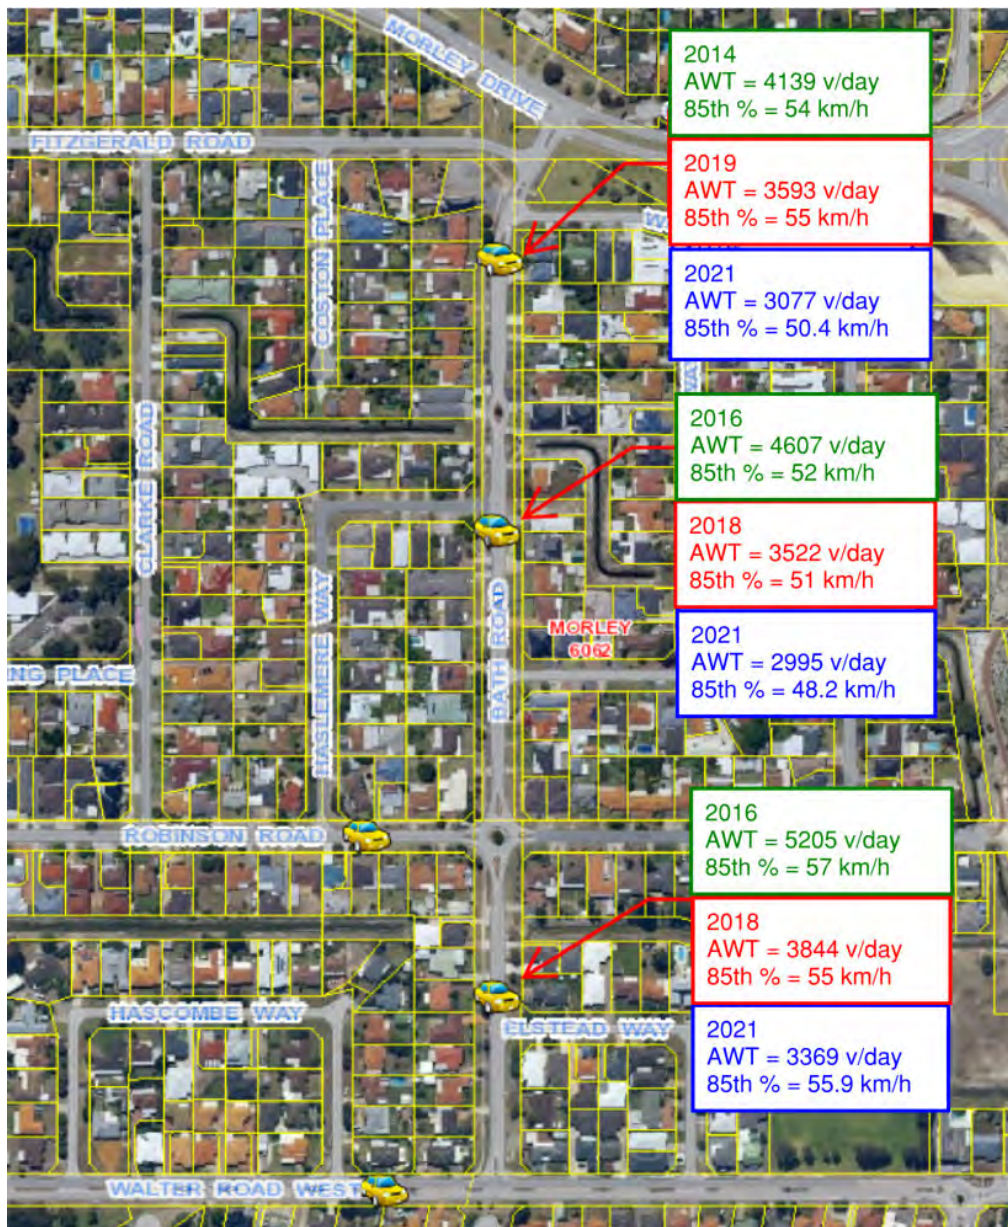 MORLEY DRIVE
FITZGERALD ROAD
COSTON PLACE
CLARKE ROAD
HASLEMERE WAY
BATH ROAD
MORLEY
6062
NG PLACE
ROBINSON ROAD
HASCOMBE WAY
ELSTEAD WAY
WALTER ROAD WEST
2014
AWT = 4139 v/day
85th % = 54 km/h
2019
AWT = 3593 v/day
85th % = 55 km/h
2021
AWT = 3077 v/day
85th % = 50.4 km/h
2016
AWT = 4607 v/day
85th % = 52 km/h
2018
AWT = 3522 v/day
85th % = 51 km/h
2021
AWT = 2995 v/day
85th % = 48.2 km/h
2016
AWT = 5205 v/day
85th % = 57 km/h
2018
AWT = 3844 v/day
85th % = 55 km/h
2021
AWT = 3369 v/day
85th % = 55.9 km/h